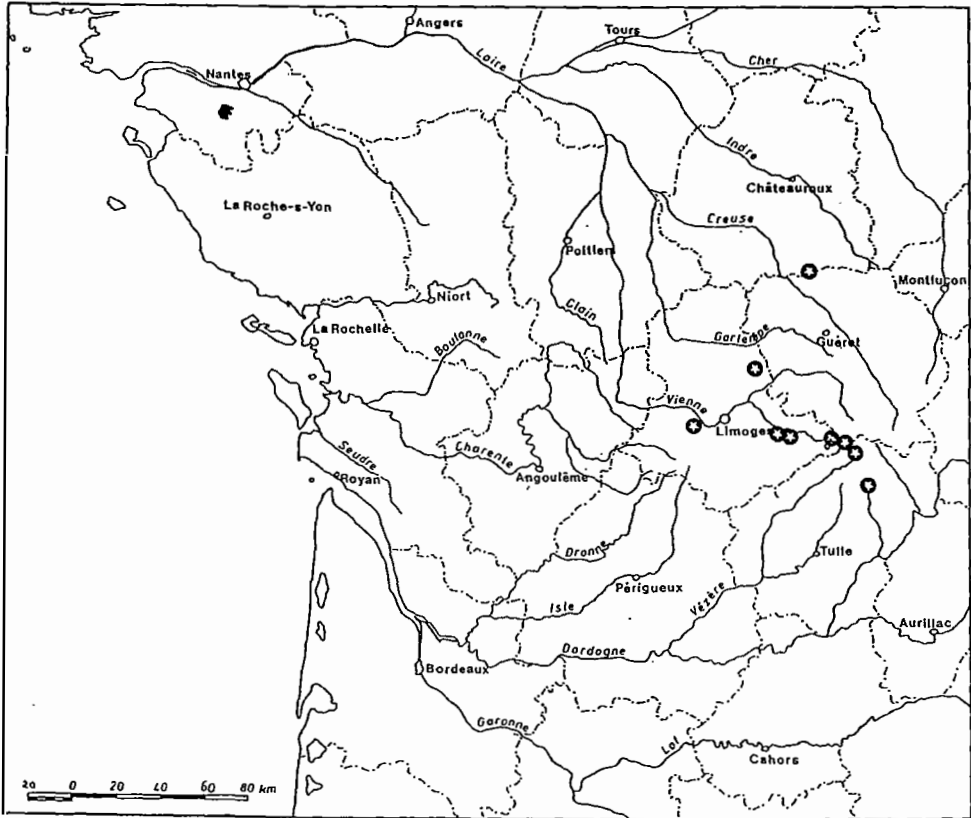 Angers
Tours
Loire
Cher
Nantes
Indre
Châteauroux
La Roche-s-Yon
Creuse
Poitiers
Montluçon
Niort
Clain
La Rochelle
Boutonne
Gartempe
Guéret
Vienne
Limoges
Seudre
Charente
Angoulême
Royan
Dronne
Tulle
Périgueux
Isle
Vézère
Aurillac
Dordogne
Bordeaux
Garonne
Lot
Cahors
20 0 20 40 60 80 km